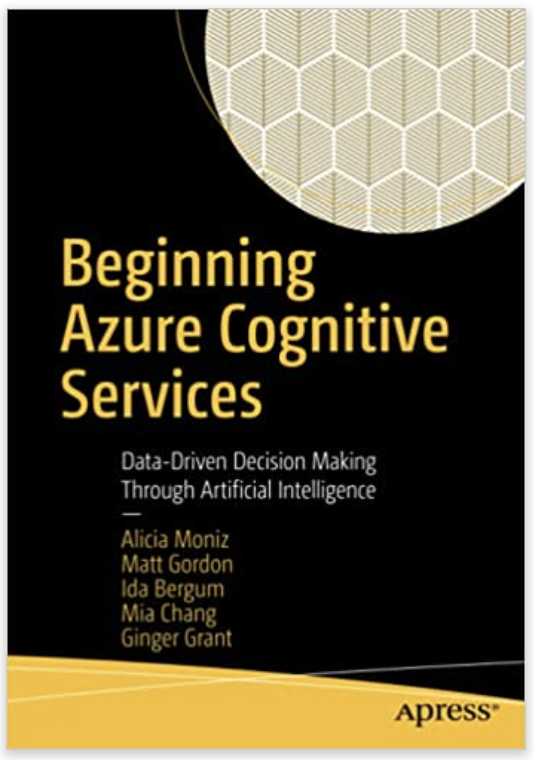 Beginning
Azure Cognitive
Services
Data-Driven Decision Making
Through Artificial Intelligence
Alicia Moniz
Matt Gordon
Ida Bergum
Mia Chang
Ginger Grant
Apress®